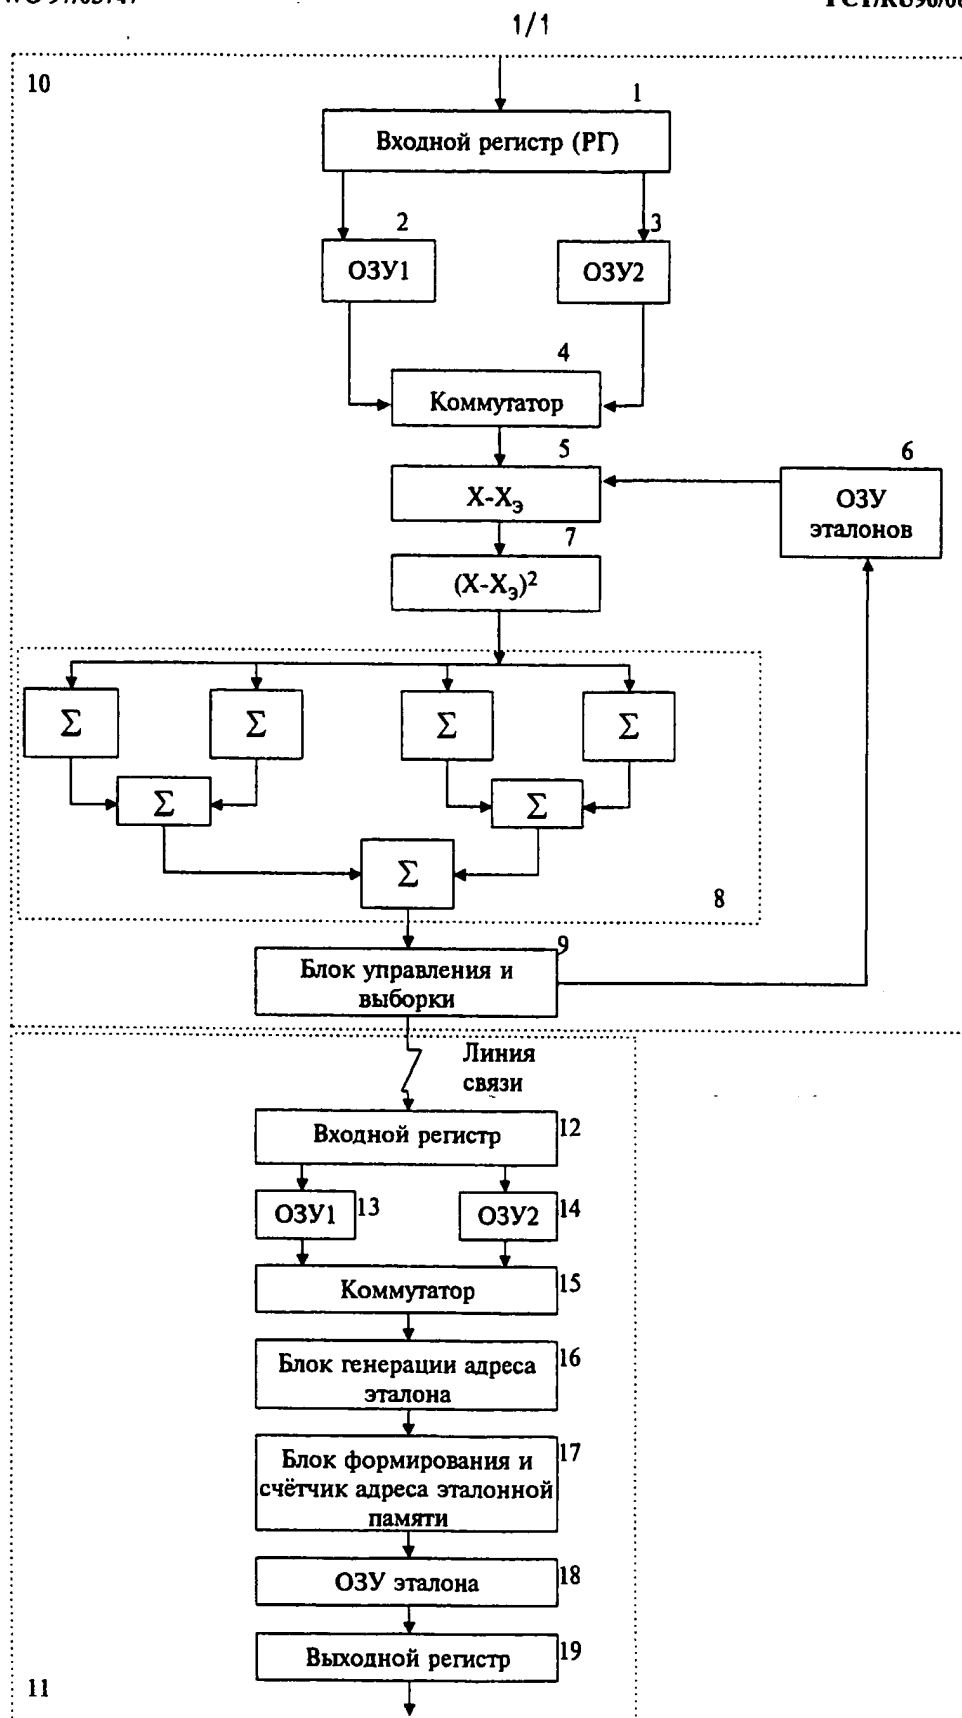 1/1
10
1
Входной регистр (РГ)
2
3
ОЗУ1
ОЗУ2
4
Коммутатор
5
6
X-Xэ
ОЗУ
эталонов
7
(X-Xэ)2
Σ
Σ
Σ
Σ
Σ
Σ
Σ
8
9
Блок управления и
выборки
Линия
связи
Входной регистр
12
ОЗУ1
13
ОЗУ2
14
Коммутатор
15
Блок генерации адреса
эталона
16
Блок формирования и
счётчик адреса эталонной
памяти
17
ОЗУ эталона
18
Выходной регистр
19
11